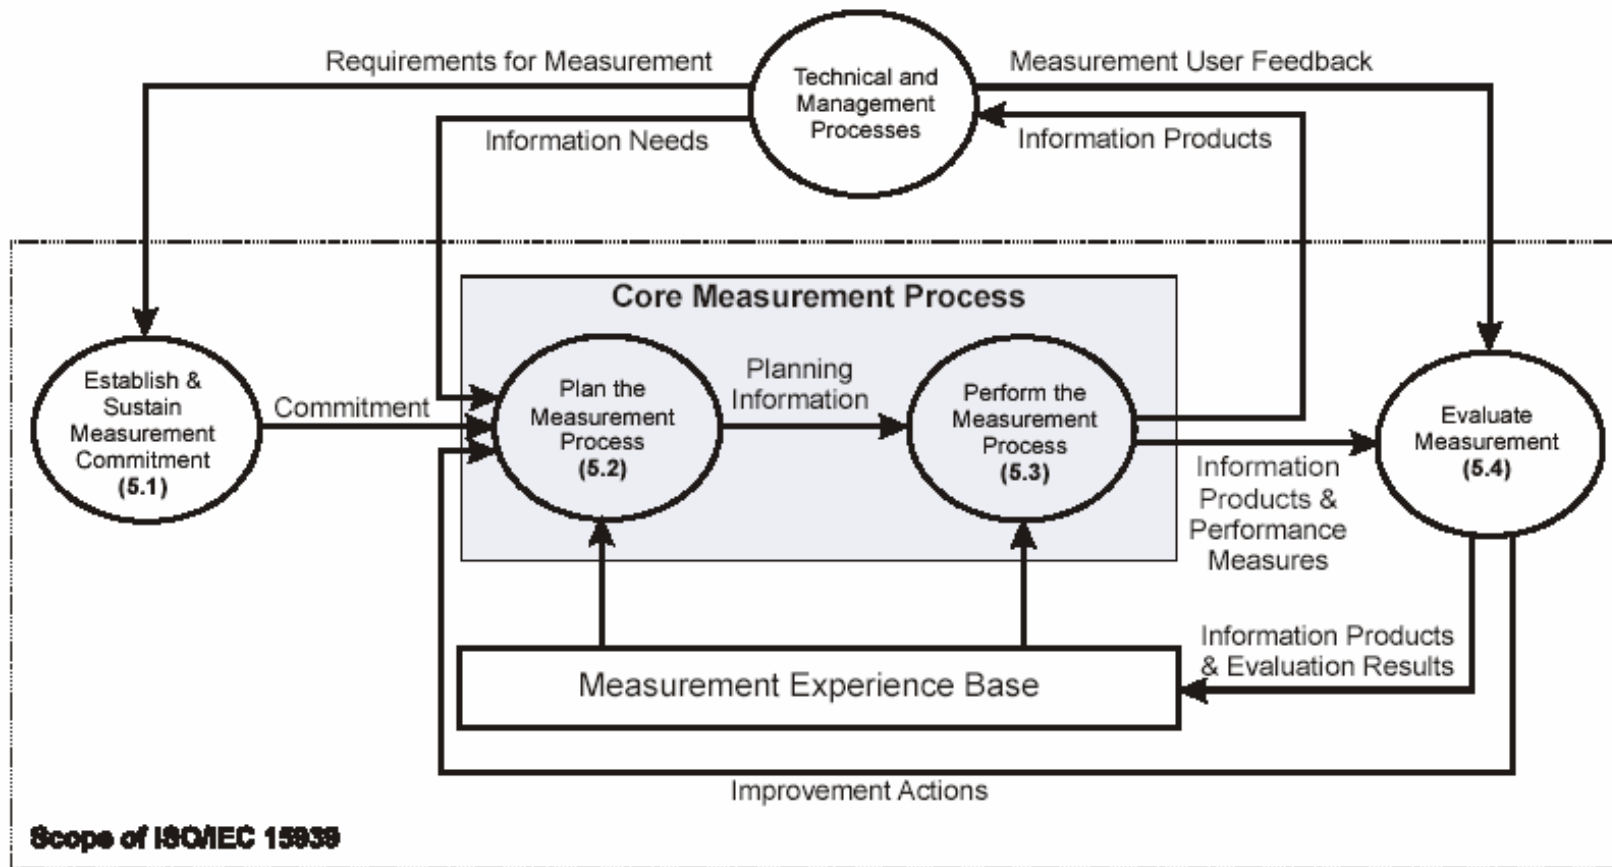 Requirements for Measurement
Technical and
Management
Processes
Measurement User Feedback
Information Needs
Information Products
Core Measurement Process
Establish &
Sustain
Measurement
Commitment
(5.1)
Commitment
Plan the
Measurement
Process
(5.2)
Planning
Information
Perform the
Measurement
Process
(5.3)
Evaluate
Measurement
(5.4)
Information
Products &
Performance
Measures
Information Products
& Evaluation Results
Measurement Experience Base
Improvement Actions
Scope of ISO/IEC 15939